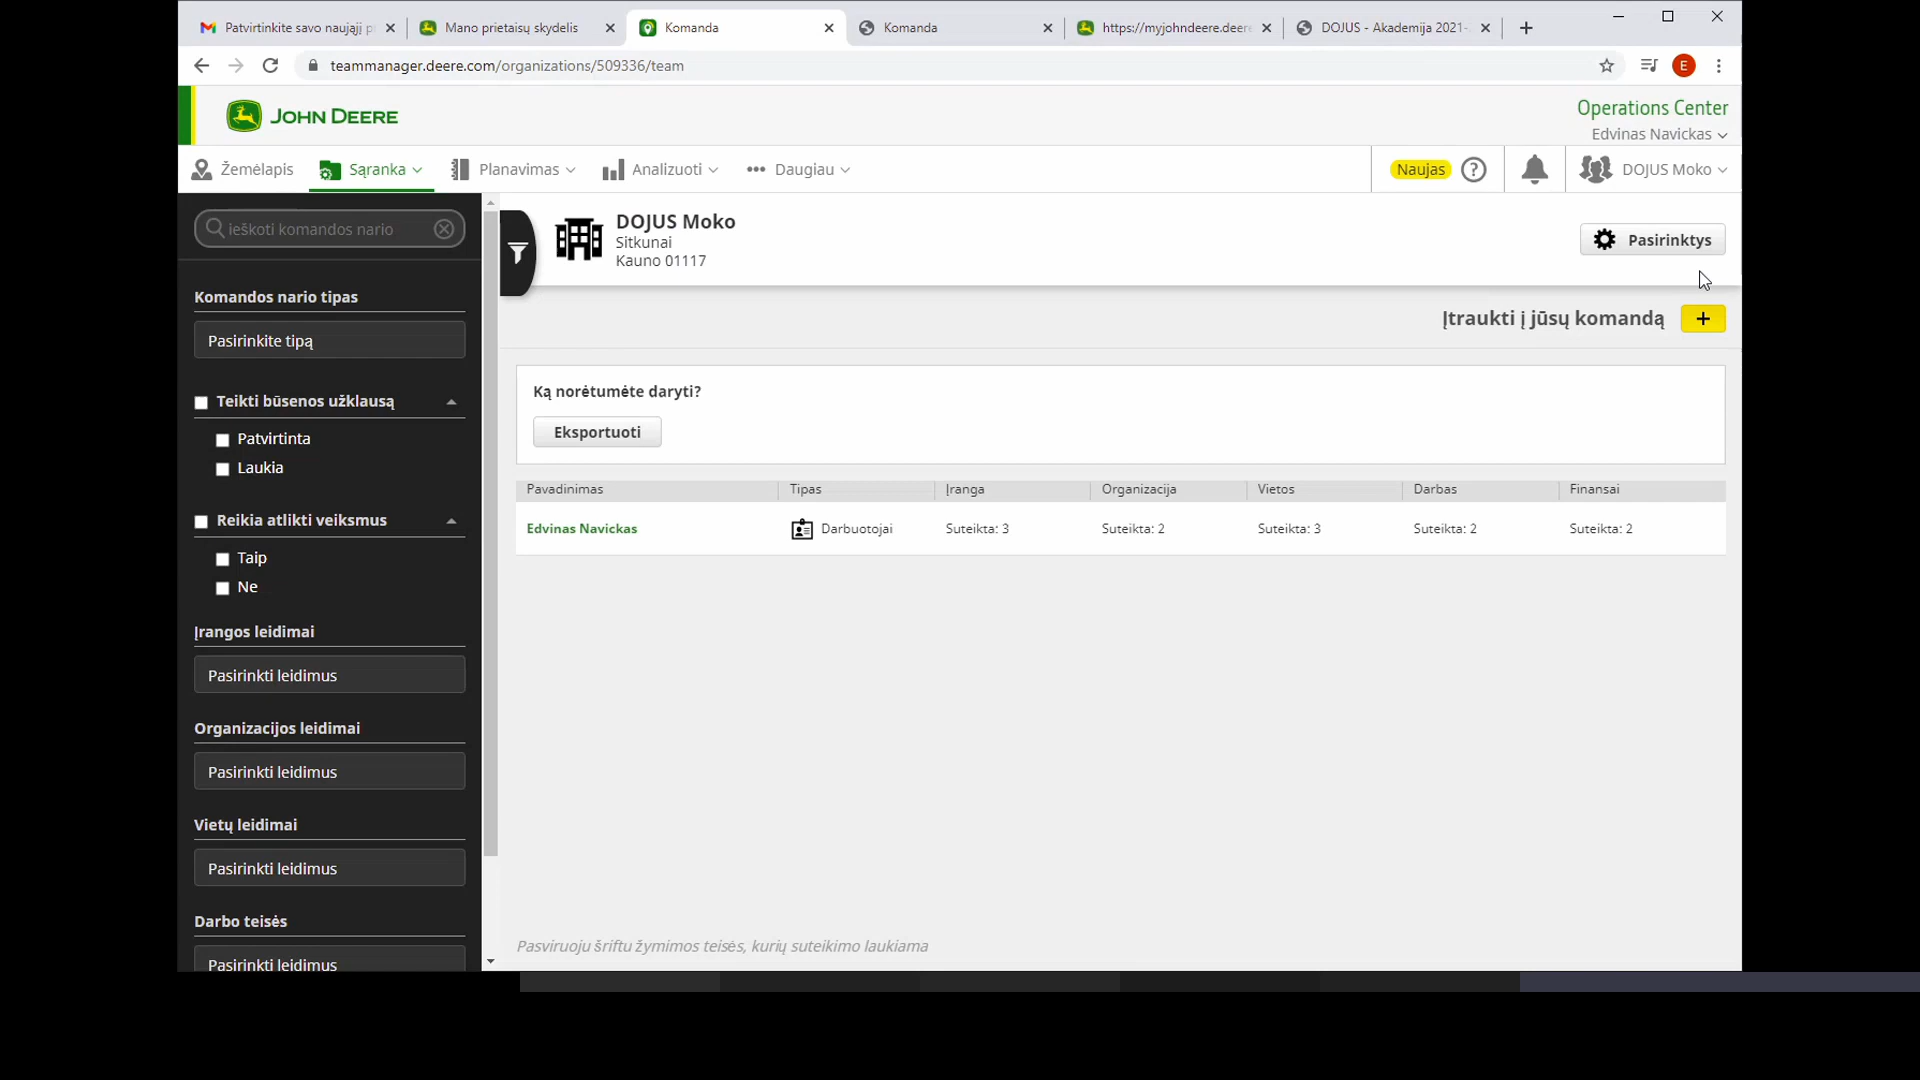 Patvirtinkite savo naująjį p
Mano prietaisų skydelis
Komanda
Komanda
https://myjohndeere.deere
DOJUS - Akademija 2021-
teammanager.deere.com/organizations/509336/team
E
JOHN DEERE
Operations Center
Edvinas Navickas
Žemėlapis
Sąranka
Planavimas
Analizuoti
Daugiau
Naujas
?
DOJUS Moko
ieškoti komandos nario
DOJUS Moko
Sitkunai
Kauno 01117
Pasirinktys
Įtraukti į jūsų komandą +
Komandos nario tipas
Pasirinkite tipą
Teikti būsenos užklausą
Patvirtinta
Laukia
Reikia atlikti veiksmus
Taip
Ne
Įrangos leidimai
Pasirinkti leidimus
Organizacijos leidimai
Pasirinkti leidimus
Vietų leidimai
Pasirinkti leidimus
Darbo teisės
Pasirinkti leidimus
Ką norėtumėte daryti?
Eksportuoti
Pavadinimas Tipas Įranga Organizacija Vietos Darbas Finansai
Edvinas Navickas Darbuotojai Suteikta: 3 Suteikta: 2 Suteikta: 3 Suteikta: 2 Suteikta: 2
Pasviruoju šriftu žymimos teisės, kurių suteikimo laukiama